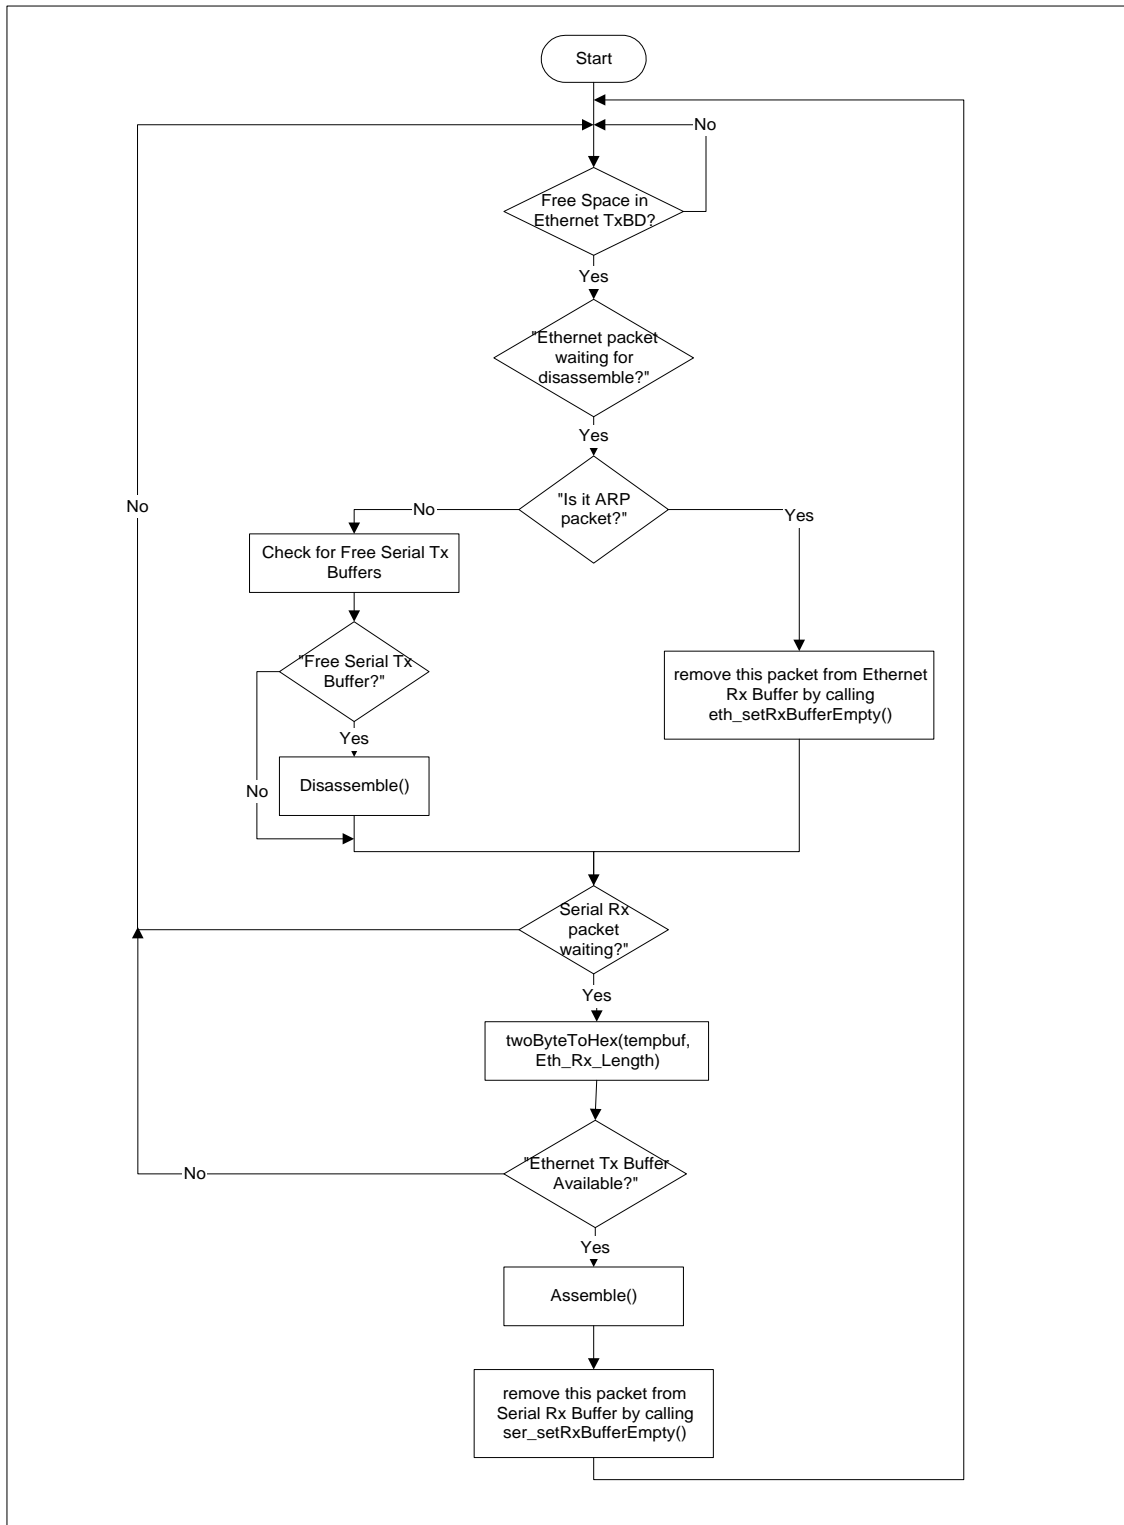 Start
No
Free Space in
Ethernet TxBD?
Yes
"Ethernet packet
waiting for
disassemble?"
Yes
"Is it ARP
packet?"
No
Yes
No
Check for Free Serial Tx
Buffers
"Free Serial Tx
Buffer?"
remove this packet from Ethernet
Rx Buffer by calling
eth_setRxBufferEmpty()
Yes
Disassemble()
No
Serial Rx
packet
waiting?"
Yes
twoByteToHex(tempbuf,
Eth_Rx_Length)
"Ethernet Tx Buffer
Available?"
No
Yes
Assemble()
remove this packet from
Serial Rx Buffer by calling
ser_setRxBufferEmpty()